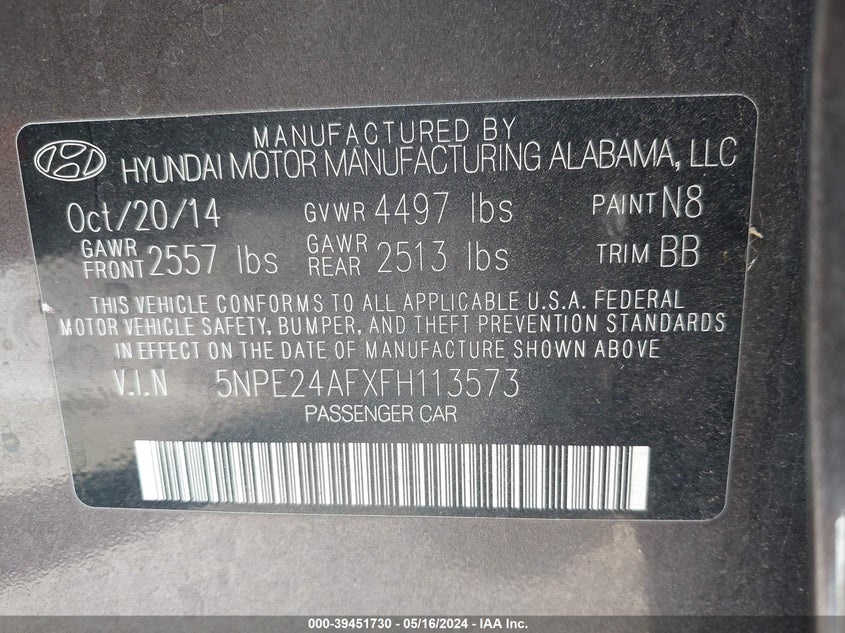 MANUFACTURED BY
HYUNDAI MOTOR MANUFACTURING ALABAMA, LLC
Oct/20/14 GVWR 4497 lbs PAINT N8
GAWR FRONT 2557 lbs GAWR REAR 2513 lbs TRIM BB
THIS VEHICLE CONFORMS TO ALL APPLICABLE U.S.A. FEDERAL
MOTOR VEHICLE SAFETY, BUMPER, AND THEFT PREVENTION STANDARDS
IN EFFECT ON THE DATE OF MANUFACTURE SHOWN ABOVE
V.I.N 5NPE24AFXFH113573
PASSENGER CAR
000-39451730 - 05/16/2024 - IAA Inc.